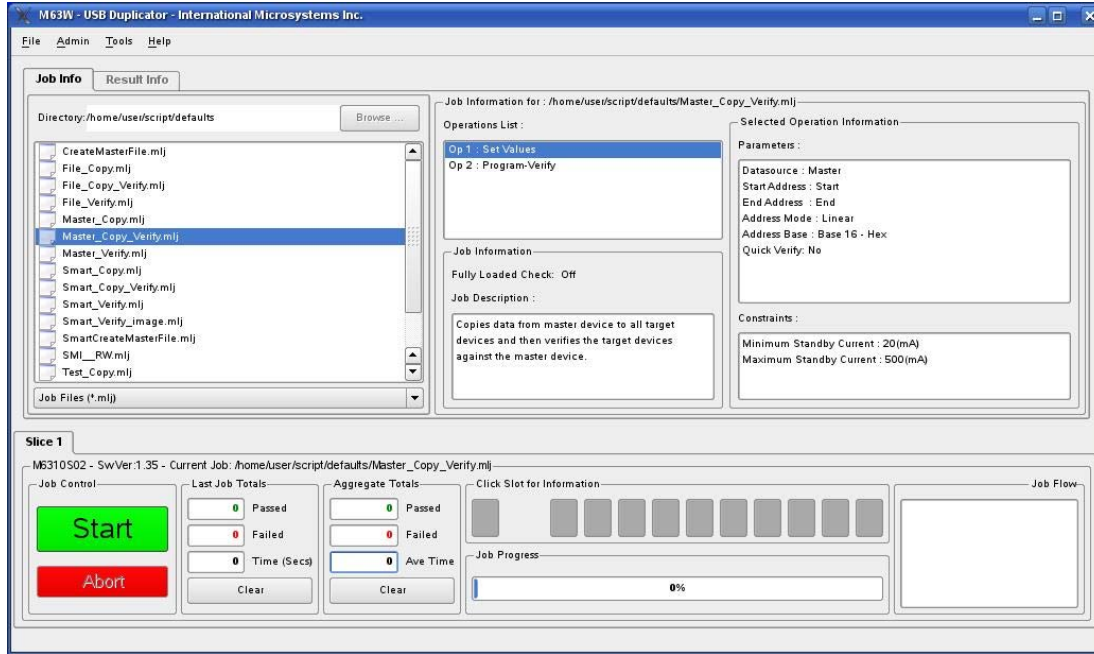 M63W - USB Duplicator - International Microsystems Inc.
File Admin Tools Help
Job Info Result Info
Directory:/home/user/script/defaults Browse ...
CreateMasterFile.mlj
File_Copy.mlj
File_Copy_Verify.mlj
File_Verify.mlj
Master_Copy.mlj
Master_Copy_Verify.mlj
Master_Verify.mlj
Smart_Copy.mlj
Smart_Copy_Verify.mlj
Smart_Verify.mlj
Smart_Verify_image.mlj
SmartCreateMasterFile.mlj
SMI__RW.mlj
Test_Copy.mlj
Job Files (*.mlj)
Job Information for : /home/user/script/defaults/Master_Copy_Verify.mlj
Operations List :
Op 1 : Set Values
Op 2 : Program-Verify
Job Information
Fully Loaded Check: Off
Job Description :
Copies data from master device to all target
devices and then verifies the target devices
against the master device.
Selected Operation Information
Parameters :
Datasource : Master
Start Address : Start
End Address : End
Address Mode : Linear
Address Base : Base 16 - Hex
Quick Verify: No
Constraints :
Minimum Standby Current : 20(mA)
Maximum Standby Current : 500(mA)
Slice 1
M6310S02 - SwVer:1.35 - Current Job: /home/user/script/defaults/Master_Copy_Verify.mlj
Job Control
Start
Abort
Last Job Totals
0 Passed
0 Failed
0 Time (Secs)
Clear
Aggregate Totals
0 Passed
0 Failed
0 Ave Time
Clear
Click Slot for Information
Job Progress
0%
Job Flow